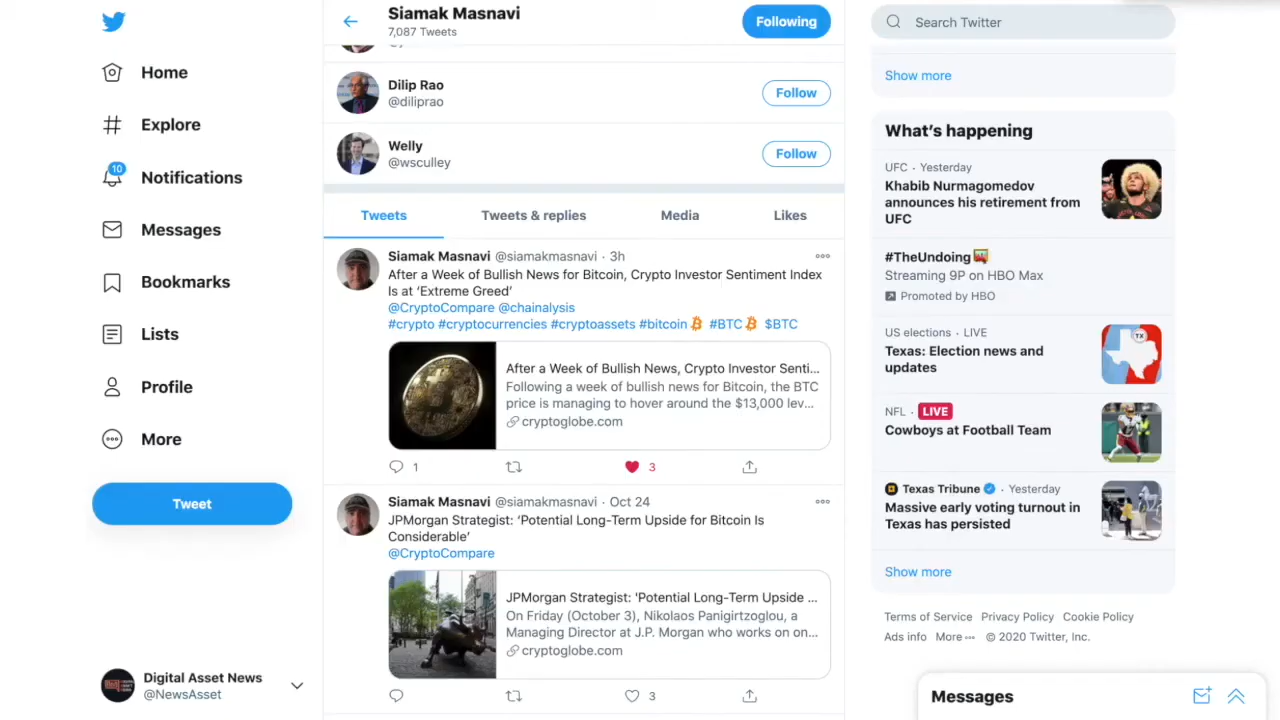 Home
Explore
10
Notifications
Messages
Bookmarks
Lists
Profile
More
Tweet
Digital Asset News
@NewsAsset
Siamak Masnavi
7,087 Tweets
Following
Dilip Rao
@diliprao
Follow
Welly
@wsculley
Follow
Tweets
Tweets & replies
Media
Likes
Siamak Masnavi @siamakmasnavi · 3h
After a Week of Bullish News for Bitcoin, Crypto Investor Sentiment Index
Is at ‘Extreme Greed’
@CryptoCompare @chainalysis
#crypto #cryptocurrencies #cryptoassets #bitcoin #BTC $BTC
After a Week of Bullish News, Crypto Investor Senti...
Following a week of bullish news for Bitcoin, the BTC
price is managing to hover around the $13,000 lev...
cryptoglobe.com
1
3
Siamak Masnavi @siamakmasnavi · Oct 24
JPMorgan Strategist: ‘Potential Long-Term Upside for Bitcoin Is
Considerable’
@CryptoCompare
JPMorgan Strategist: ‘Potential Long-Term Upside ...
On Friday (October 3), Nikolaos Panigirtzoglou, a
Managing Director at J.P. Morgan who works on on...
cryptoglobe.com
3
Search Twitter
Show more
What’s happening
UFC · Yesterday
Khabib Nurmagomedov
announces his retirement from
UFC
#TheUndoing
Streaming 9P on HBO Max
Promoted by HBO
US elections · LIVE
Texas: Election news and
updates
TX
NFL · LIVE
Cowboys at Football Team
Texas Tribune · Yesterday
Massive early voting turnout in
Texas has persisted
Show more
Terms of Service Privacy Policy Cookie Policy
Ads info More © 2020 Twitter, Inc.
Messages